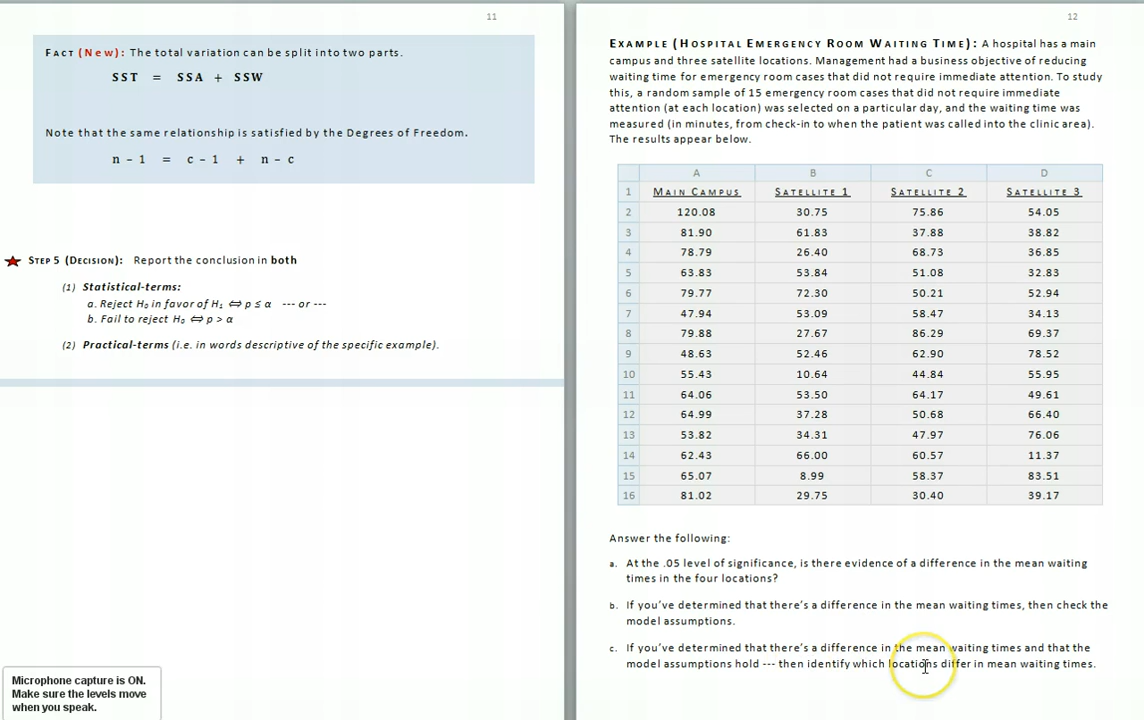 11
FACT (New): The total variation can be split into two parts.
SST = SSA + SSW
Note that the same relationship is satisfied by the Degrees of Freedom.
n - 1 = c - 1 + n - c
STEP 5 (DECISION): Report the conclusion in both
(1) Statistical-terms:
a. Reject H₀ in favor of H₁ ⇔ p ≤ α --- or ---
b. Fail to reject H₀ ⇔ p > α
(2) Practical-terms (i.e. in words descriptive of the specific example).
Microphone capture is ON.
Make sure the levels move
when you speak.
12
EXAMPLE (HOSPITAL EMERGENCY ROOM WAITING TIME): A hospital has a main
campus and three satellite locations. Management had a business objective of reducing
waiting time for emergency room cases that did not require immediate attention. To study
this, a random sample of 15 emergency room cases that did not require immediate
attention (at each location) was selected on a particular day, and the waiting time was
measured (in minutes, from check-in to when the patient was called into the clinic area).
The results appear below.
A B C D
1 MAIN CAMPUS SATELLITE 1 SATELLITE 2 SATELLITE 3
2 120.08 30.75 75.86 54.05
3 81.90 61.83 37.88 38.82
4 78.79 26.40 68.73 36.85
5 63.83 53.84 51.08 32.83
6 79.77 72.30 50.21 52.94
7 47.94 53.09 58.47 34.13
8 79.88 27.67 86.29 69.37
9 48.63 52.46 62.90 78.52
10 55.43 10.64 44.84 55.95
11 64.06 53.50 64.17 49.61
12 64.99 37.28 50.68 66.40
13 53.82 34.31 47.97 76.06
14 62.43 66.00 60.57 11.37
15 65.07 8.99 58.37 83.51
16 81.02 29.75 30.40 39.17
Answer the following:
a. At the .05 level of significance, is there evidence of a difference in the mean waiting
times in the four locations?
b. If you've determined that there's a difference in the mean waiting times, then check the
model assumptions.
c. If you've determined that there's a difference in the mean waiting times and that the
model assumptions hold --- then identify which locations differ in mean waiting times.